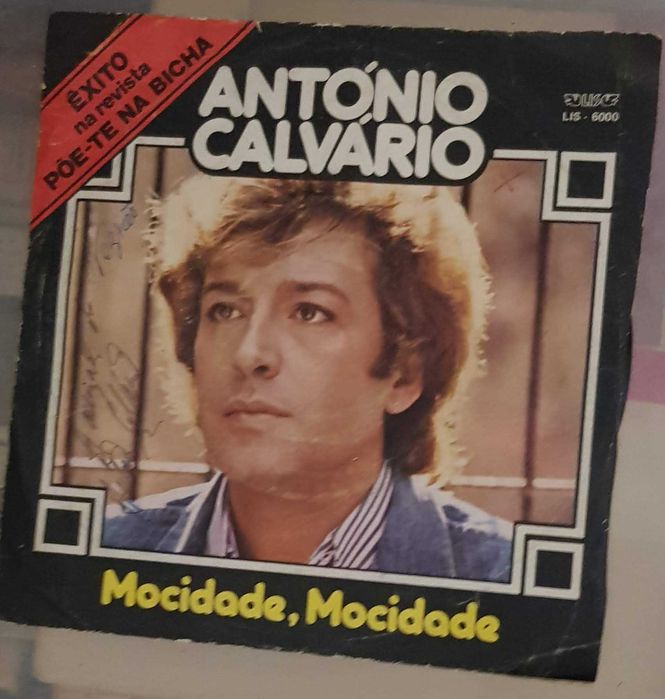 ÊXITO
na revista
PÕE-TE NA BICHA
ANTÓNIO
CALVÁRIO
LIS - 6000
Mocidade, Mocidade